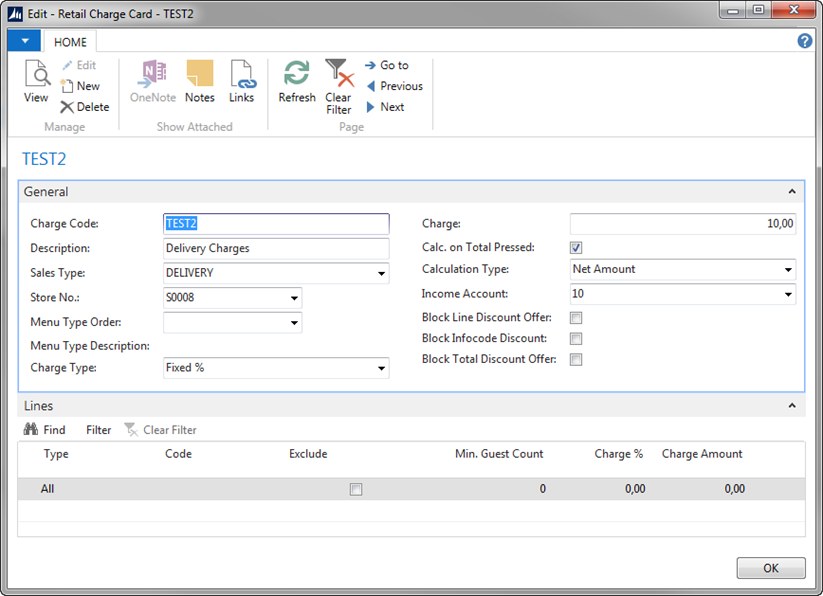 Edit - Retail Charge Card - TEST2
HOME
View
Edit
New
Delete
Manage
OneNote
Notes
Links
Show Attached
Refresh
Clear
Filter
Go to
Previous
Next
Page
TEST2
General
Charge Code: TEST2
Description: Delivery Charges
Sales Type: DELIVERY
Store No.: S0008
Menu Type Order:
Menu Type Description:
Charge Type: Fixed %
Charge: 10,00
Calc. on Total Pressed:
Calculation Type: Net Amount
Income Account: 10
Block Line Discount Offer:
Block Infocode Discount:
Block Total Discount Offer:
Lines
Find Filter Clear Filter
Type Code Exclude Min. Guest Count Charge % Charge Amount
All 0 0,00 0,00
OK